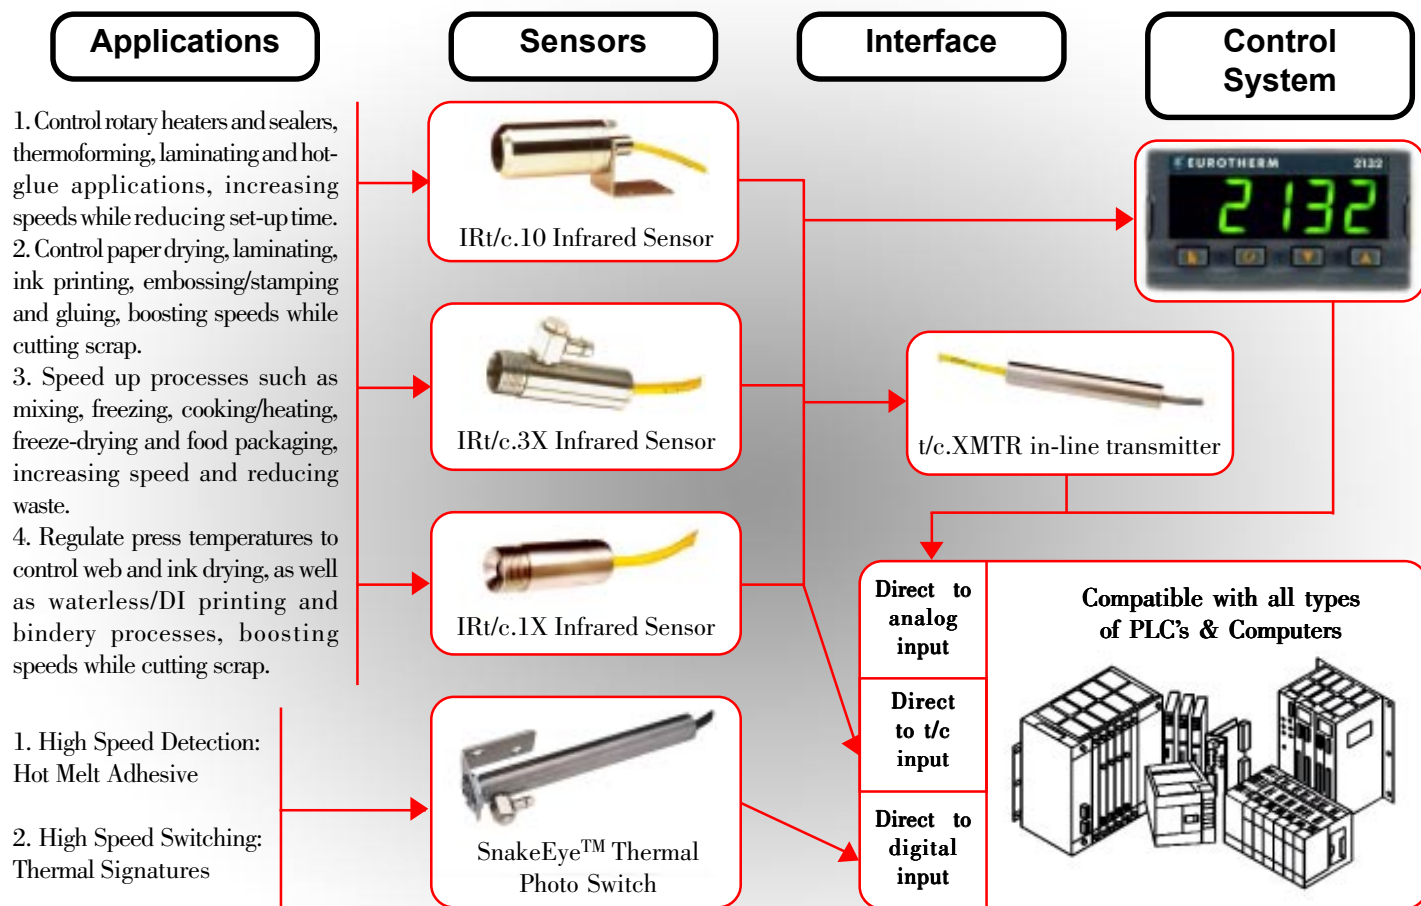 Applications
Sensors
Interface
Control
System
1. Control rotary heaters and sealers,
thermoforming, laminating and hot-
glue applications, increasing
speeds while reducing set-up time.
2. Control paper drying, laminating,
ink printing, embossing/stamping
and gluing, boosting speeds while
cutting scrap.
3. Speed up processes such as
mixing, freezing, cooking/heating,
freeze-drying and food packaging,
increasing speed and reducing
waste.
4. Regulate press temperatures to
control web and ink drying, as well
as waterless/DI printing and
bindery processes, boosting
speeds while cutting scrap.
1. High Speed Detection:
Hot Melt Adhesive
2. High Speed Switching:
Thermal Signatures
IRt/c.10 Infrared Sensor
IRt/c.3X Infrared Sensor
IRt/c.1X Infrared Sensor
SnakeEye™ Thermal
Photo Switch
t/c.XMTR in-line transmitter
EUROTHERM 2132
2132
Direct to
analog
input
Direct
to t/c
input
Direct to
digital
input
Compatible with all types
of PLC's & Computers